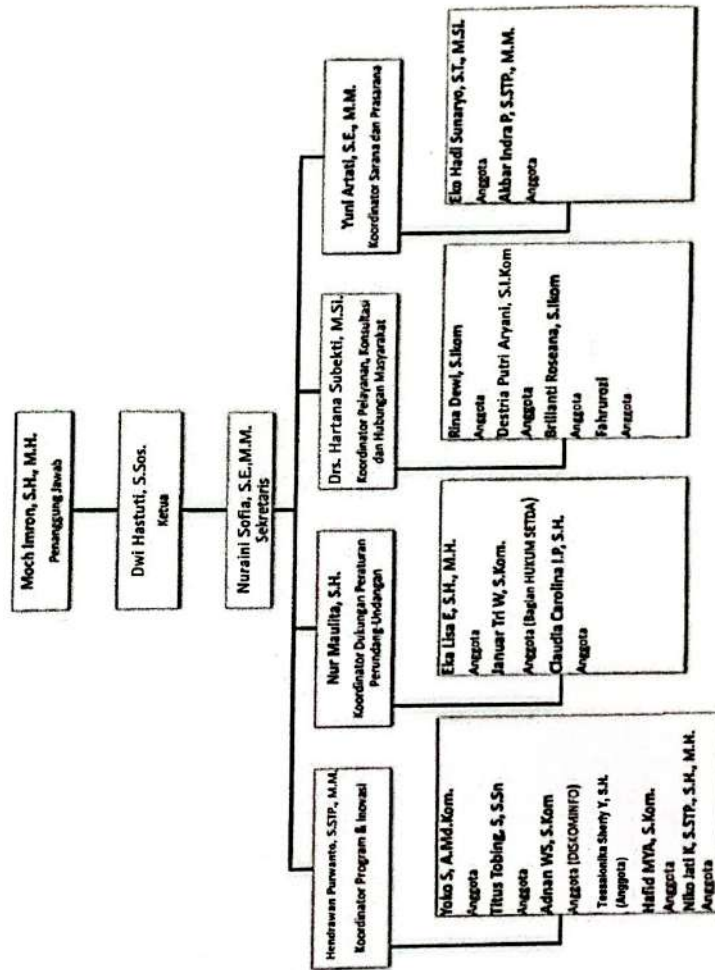 Moch Imron, S.H., M.H.
Penanggung Jawab
Dwi Hastuti, S.Sos.
Ketua
Nuraini Sofia, S.E,M.M.
Sekretaris
Hendrawan Purwanto, S.STP., M.M.
Koordinator Program & Inovasi
Nur Maulita, S.H.
Koordinator Dukungan Peraturan
Perundang-Undangan
Drs. Hartana Subekti, M.Si.
Koordinator Pelayanan, Konsultasi
dan Hubungan Masyarakat
Yuni Artati, S.E., M.M.
Koordinator Sarana dan Prasarana
Yoko S, A.Md.Kom.
Anggota
Titus Tobing. S, S.Sn
Anggota
Adnan WS, S.Kom
Anggota (DISKOMINFO)
Tessalonika Sherly Y, S.H.
(Anggota)
Hafid MYA, S.Kom.
Anggota
Niko Jati K, S.STP., S.H., M.H.
Anggota
Eka Lisa E, S.H., M.H.
Anggota
Januar Tri W, S.Kom.
Anggota (Bagian HUKUM SETDA)
Claudia Carolina I.P, S.H.
Anggota
Rina Dewi, S.Ikom
Anggota
Destria Putri Aryani, S.I.Kom
Anggota
Brillianti Roseana, S.Ikom
Anggota
Fahrurozi
Anggota
Eko Hadi Sunaryo, S.T., M.Si.
Anggota
Akbar Indra P, S.STP., M.M.
Anggota